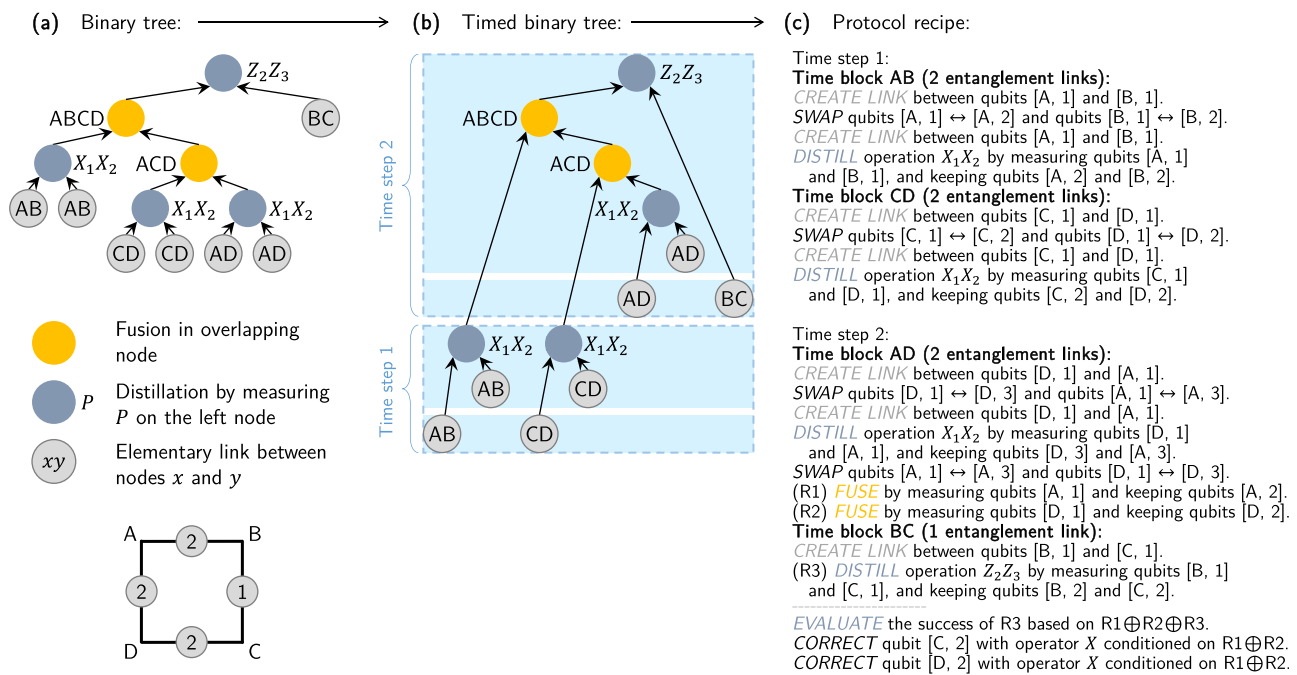 (a) Binary tree:
Z₂Z₃
ABCD
BC
X₁X₂
ACD
AB
AB
X₁X₂
X₁X₂
CD
CD
AD
AD
Fusion in overlapping
node
P
Distillation by measuring
P on the left node
xy
Elementary link between
nodes x and y
A
2
B
2
1
D
2
C
(b) Timed binary tree:
Time step 2
Z₂Z₃
ABCD
ACD
X₁X₂
AD
AD
BC
Time step 1
X₁X₂
X₁X₂
AB
CD
AB
CD
(c) Protocol recipe:
Time step 1:
Time block AB (2 entanglement links):
CREATE LINK between qubits [A, 1] and [B, 1].
SWAP qubits [A, 1] ↔ [A, 2] and qubits [B, 1] ↔ [B, 2].
CREATE LINK between qubits [A, 1] and [B, 1].
DISTILL operation X₁X₂ by measuring qubits [A, 1]
and [B, 1], and keeping qubits [A, 2] and [B, 2].
Time block CD (2 entanglement links):
CREATE LINK between qubits [C, 1] and [D, 1].
SWAP qubits [C, 1] ↔ [C, 2] and qubits [D, 1] ↔ [D, 2].
CREATE LINK between qubits [C, 1] and [D, 1].
DISTILL operation X₁X₂ by measuring qubits [C, 1]
and [D, 1], and keeping qubits [C, 2] and [D, 2].
Time step 2:
Time block AD (2 entanglement links):
CREATE LINK between qubits [D, 1] and [A, 1].
SWAP qubits [D, 1] ↔ [D, 3] and qubits [A, 1] ↔ [A, 3].
CREATE LINK between qubits [D, 1] and [A, 1].
DISTILL operation X₁X₂ by measuring qubits [D, 1]
and [A, 1], and keeping qubits [D, 3] and [A, 3].
SWAP qubits [A, 1] ↔ [A, 3] and qubits [D, 1] ↔ [D, 3].
(R1) FUSE by measuring qubits [A, 1] and keeping qubits [A, 2].
(R2) FUSE by measuring qubits [D, 1] and keeping qubits [D, 2].
Time block BC (1 entanglement link):
CREATE LINK between qubits [B, 1] and [C, 1].
(R3) DISTILL operation Z₂Z₃ by measuring qubits [B, 1]
and [C, 1], and keeping qubits [B, 2] and [C, 2].
EVALUATE the success of R3 based on R1⊕R2⊕R3.
CORRECT qubit [C, 2] with operator X conditioned on R1⊕R2.
CORRECT qubit [D, 2] with operator X conditioned on R1⊕R2.